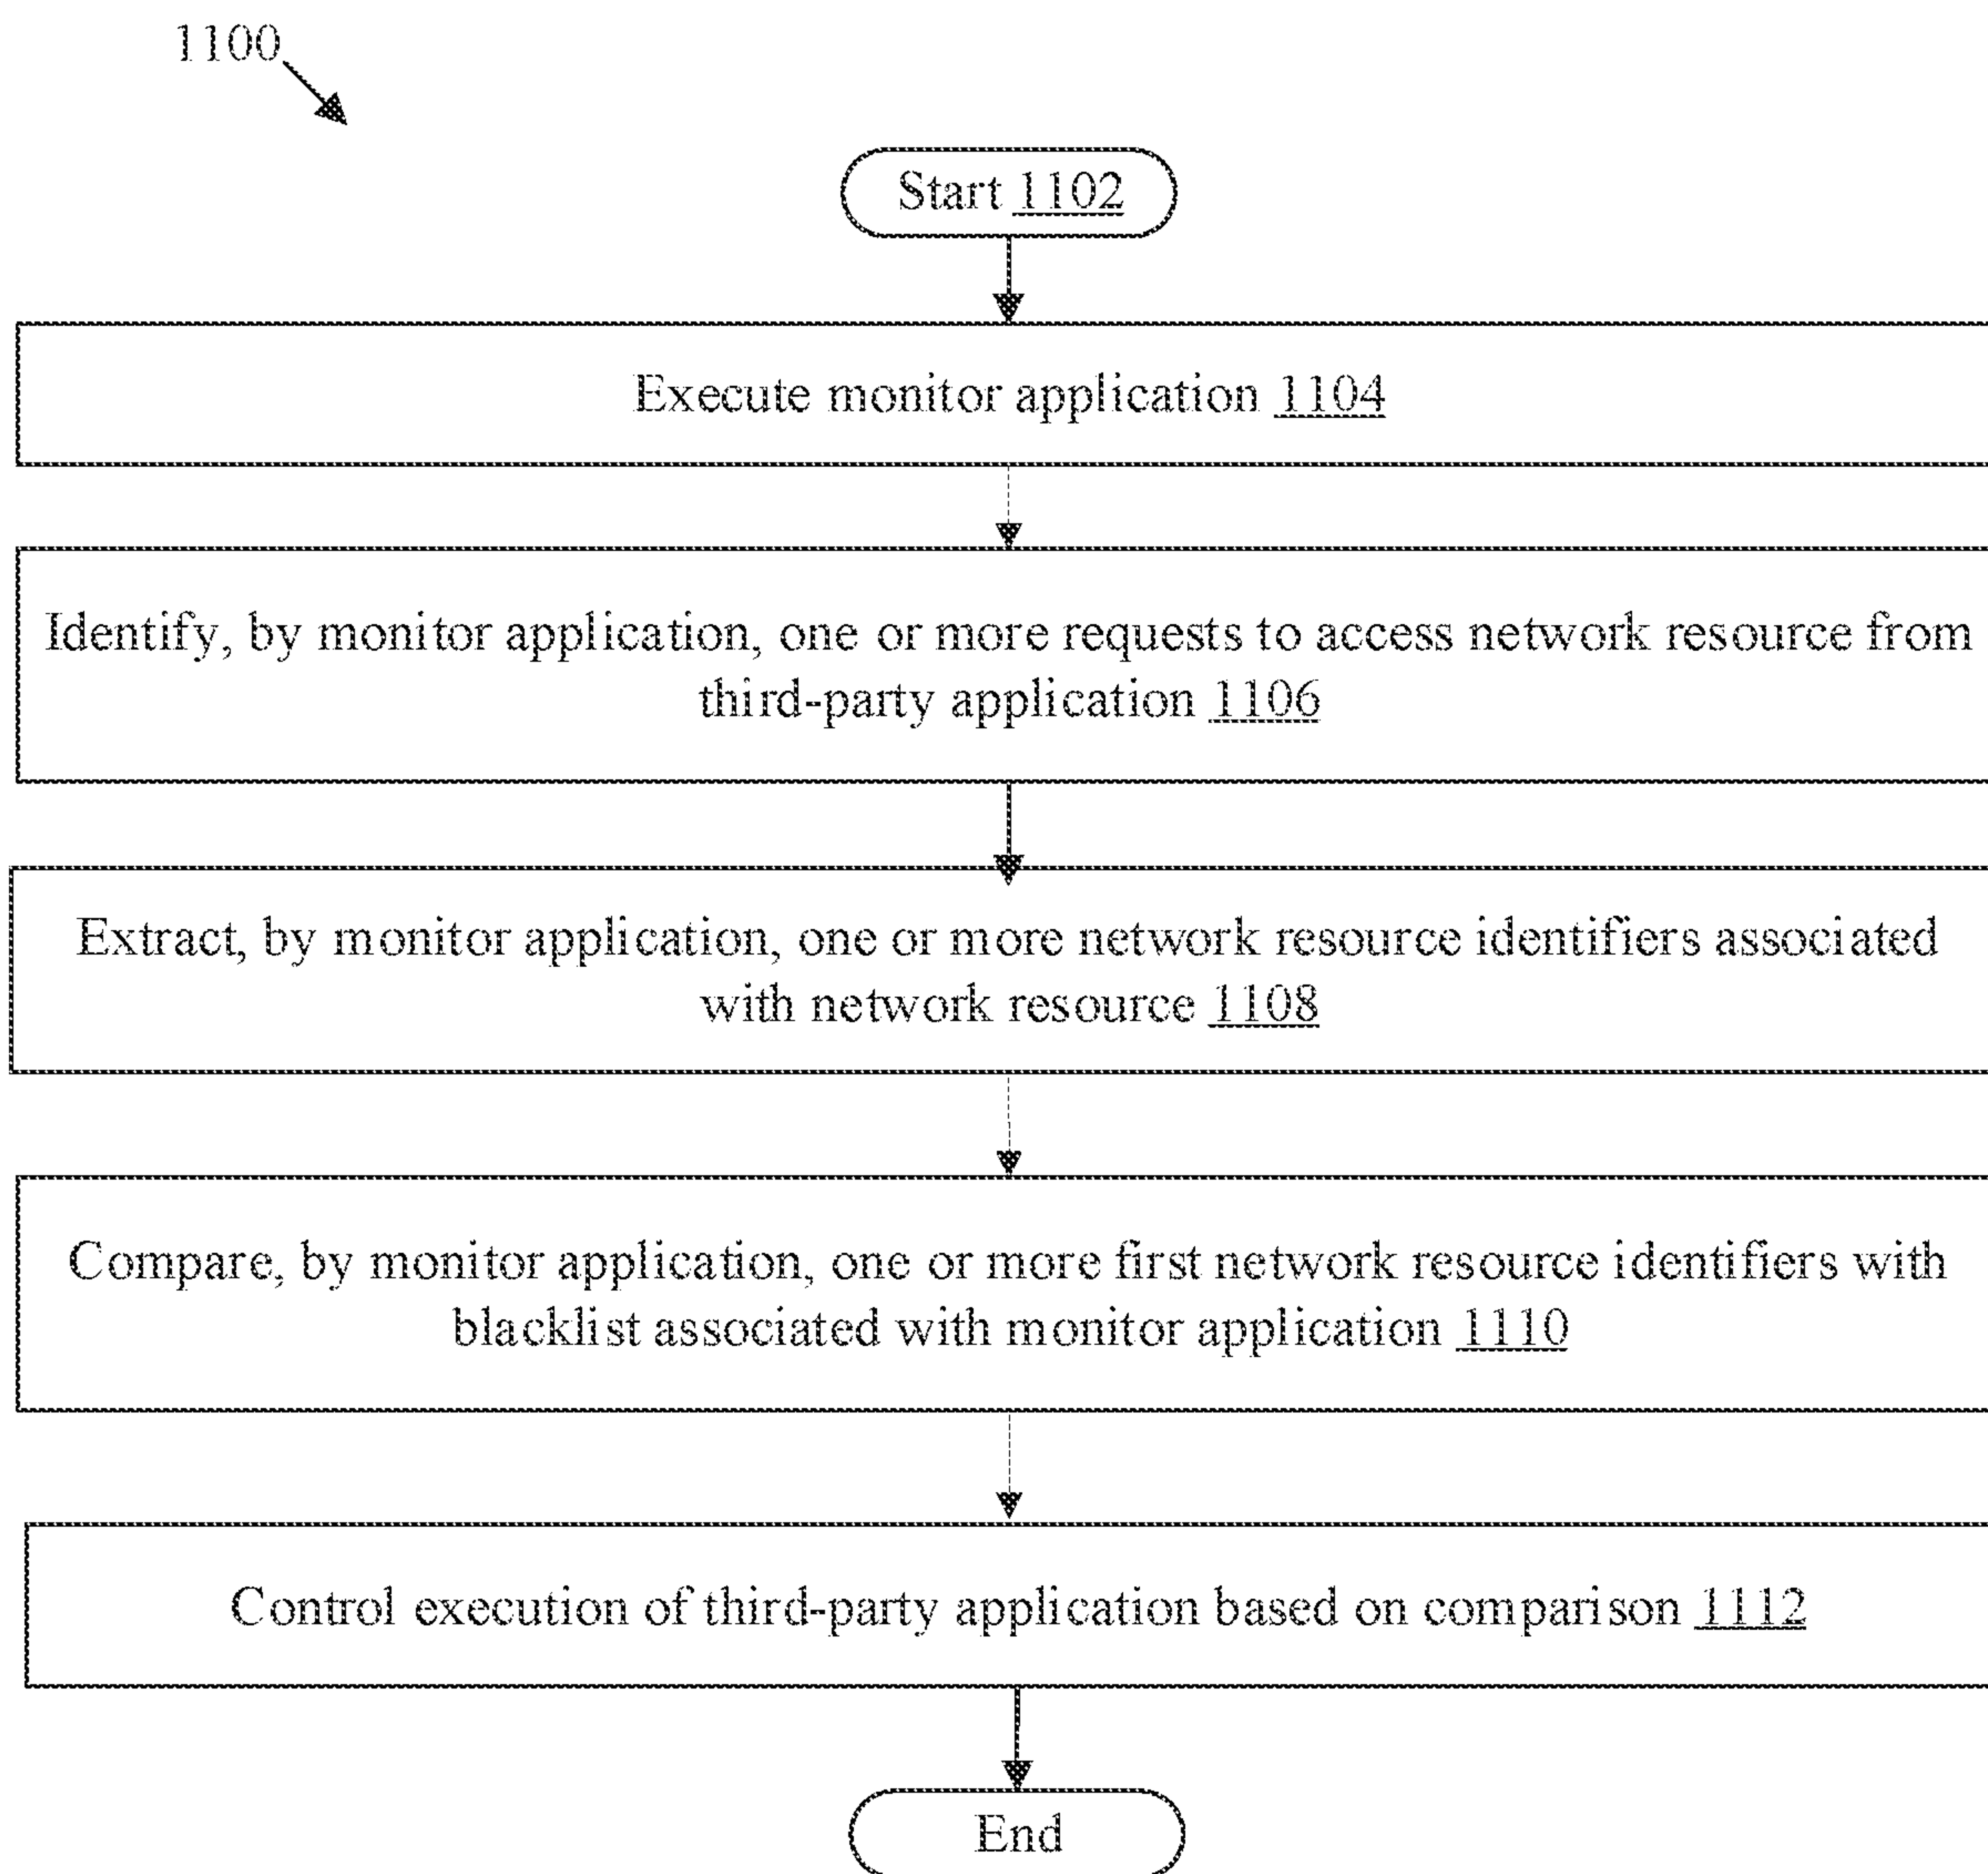 1100
Start 1102
Execute monitor application 1104
Identify, by monitor application, one or more requests to access network resource from
third-party application 1106
Extract, by monitor application, one or more network resource identifiers associated
with network resource 1108
Compare, by monitor application, one or more first network resource identifiers with
blacklist associated with monitor application 1110
Control execution of third-party application based on comparison 1112
End